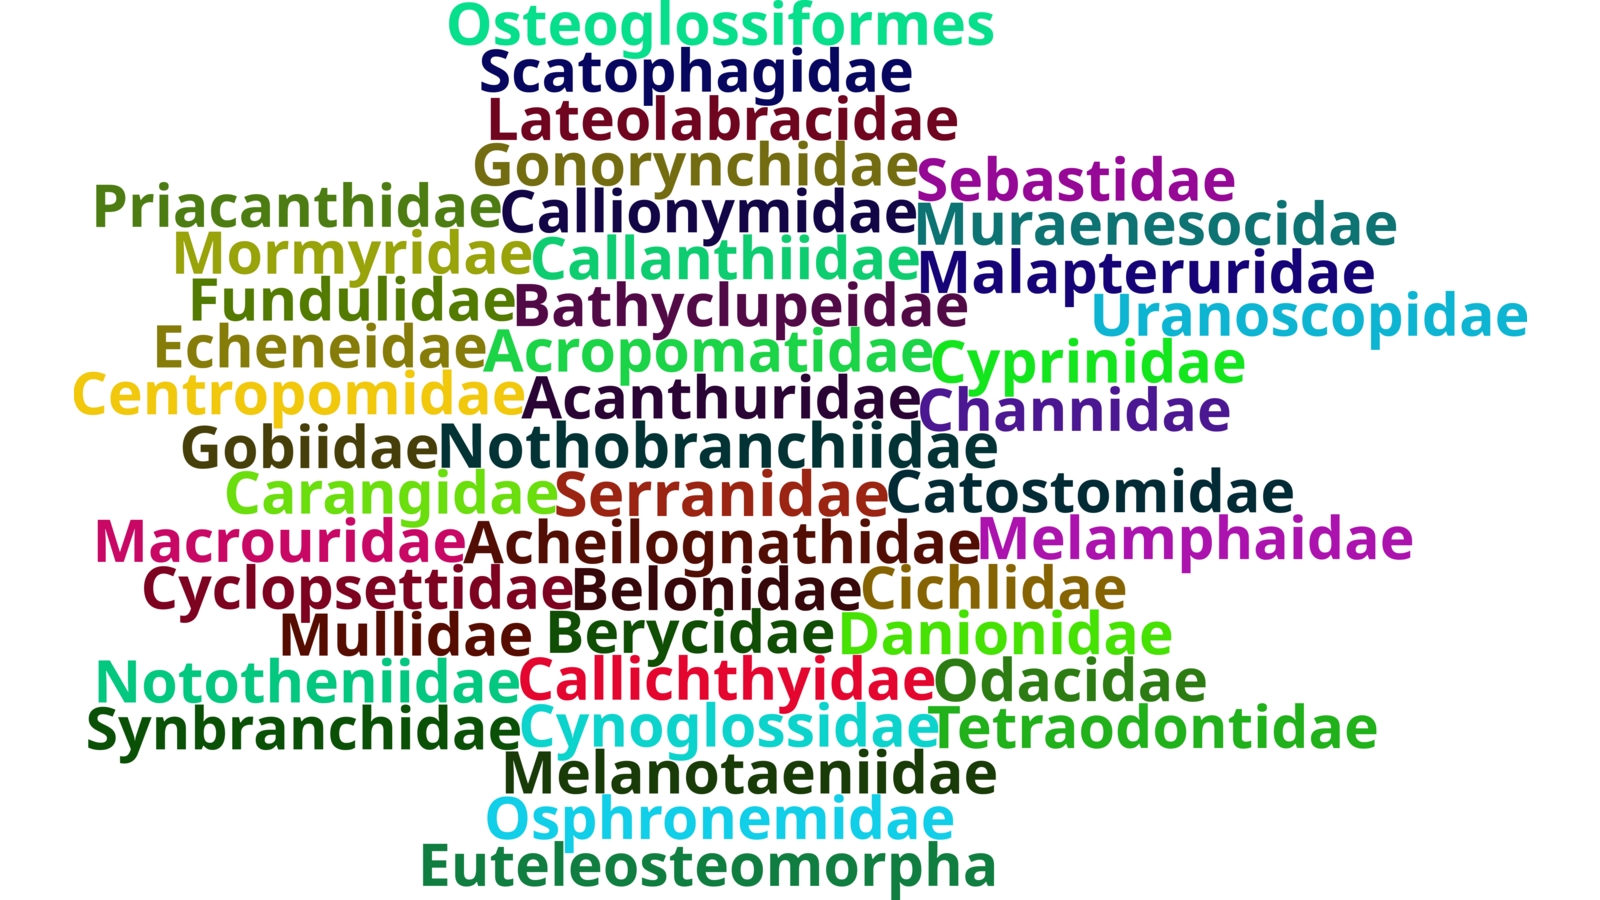 Osteoglossiformes
Scatophagidae
Lateolabracidae
Gonorynchidae Sebastidae
Priacanthidae Callionymidae Muraenesocidae
Mormyridae Callanthiidae Malapteruridae
Fundulidae Bathyclupeidae Uranoscopidae
Echeneidae Acropomatidae Cyprinidae
Centropomidae Acanthuridae Channidae
Gobiidae Nothobranchiidae
Carangidae Serranidae Catostomidae
Macrouridae Acheilognathidae Melamphaidae
Cyclopsettidae Belonidae Cichlidae
Mullidae Berycidae Danionidae
Nototheniidae Callichthyidae Odacidae
Synbranchidae Cynoglossidae Tetraodontidae
Melanotaeniidae
Osphronemidae
Euteleosteomorpha